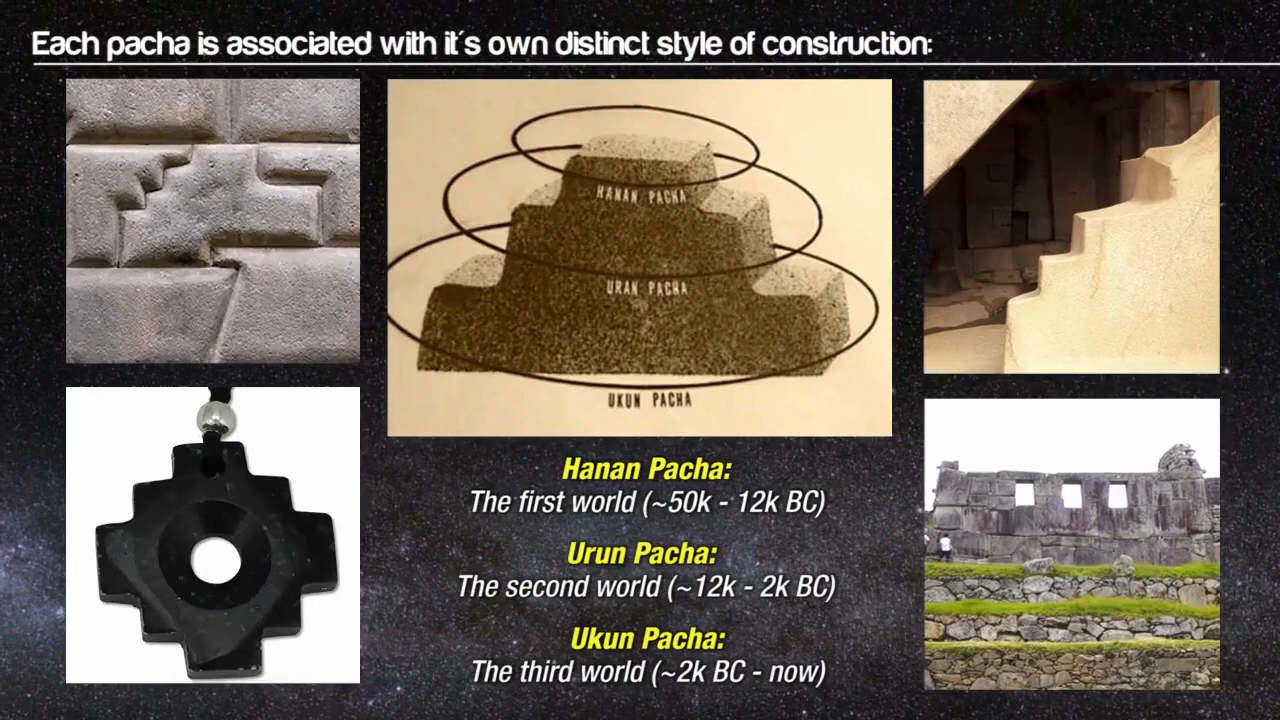 Each pacha is associated with it´s own distinct style of construction:
HANAN PACHA
URAN PACHA
UKUN PACHA
Hanan Pacha:
The first world (~50k - 12k BC)
Urun Pacha:
The second world (~12k - 2k BC)
Ukun Pacha:
The third world (~2k BC - now)